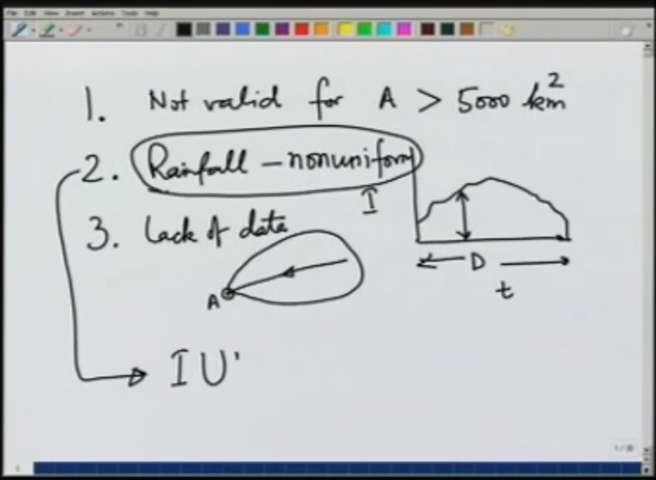 1. Not valid for A > 5000 km²
2. Rainfall – nonuniform
I
3. Lack of data
D
t
A
IU'